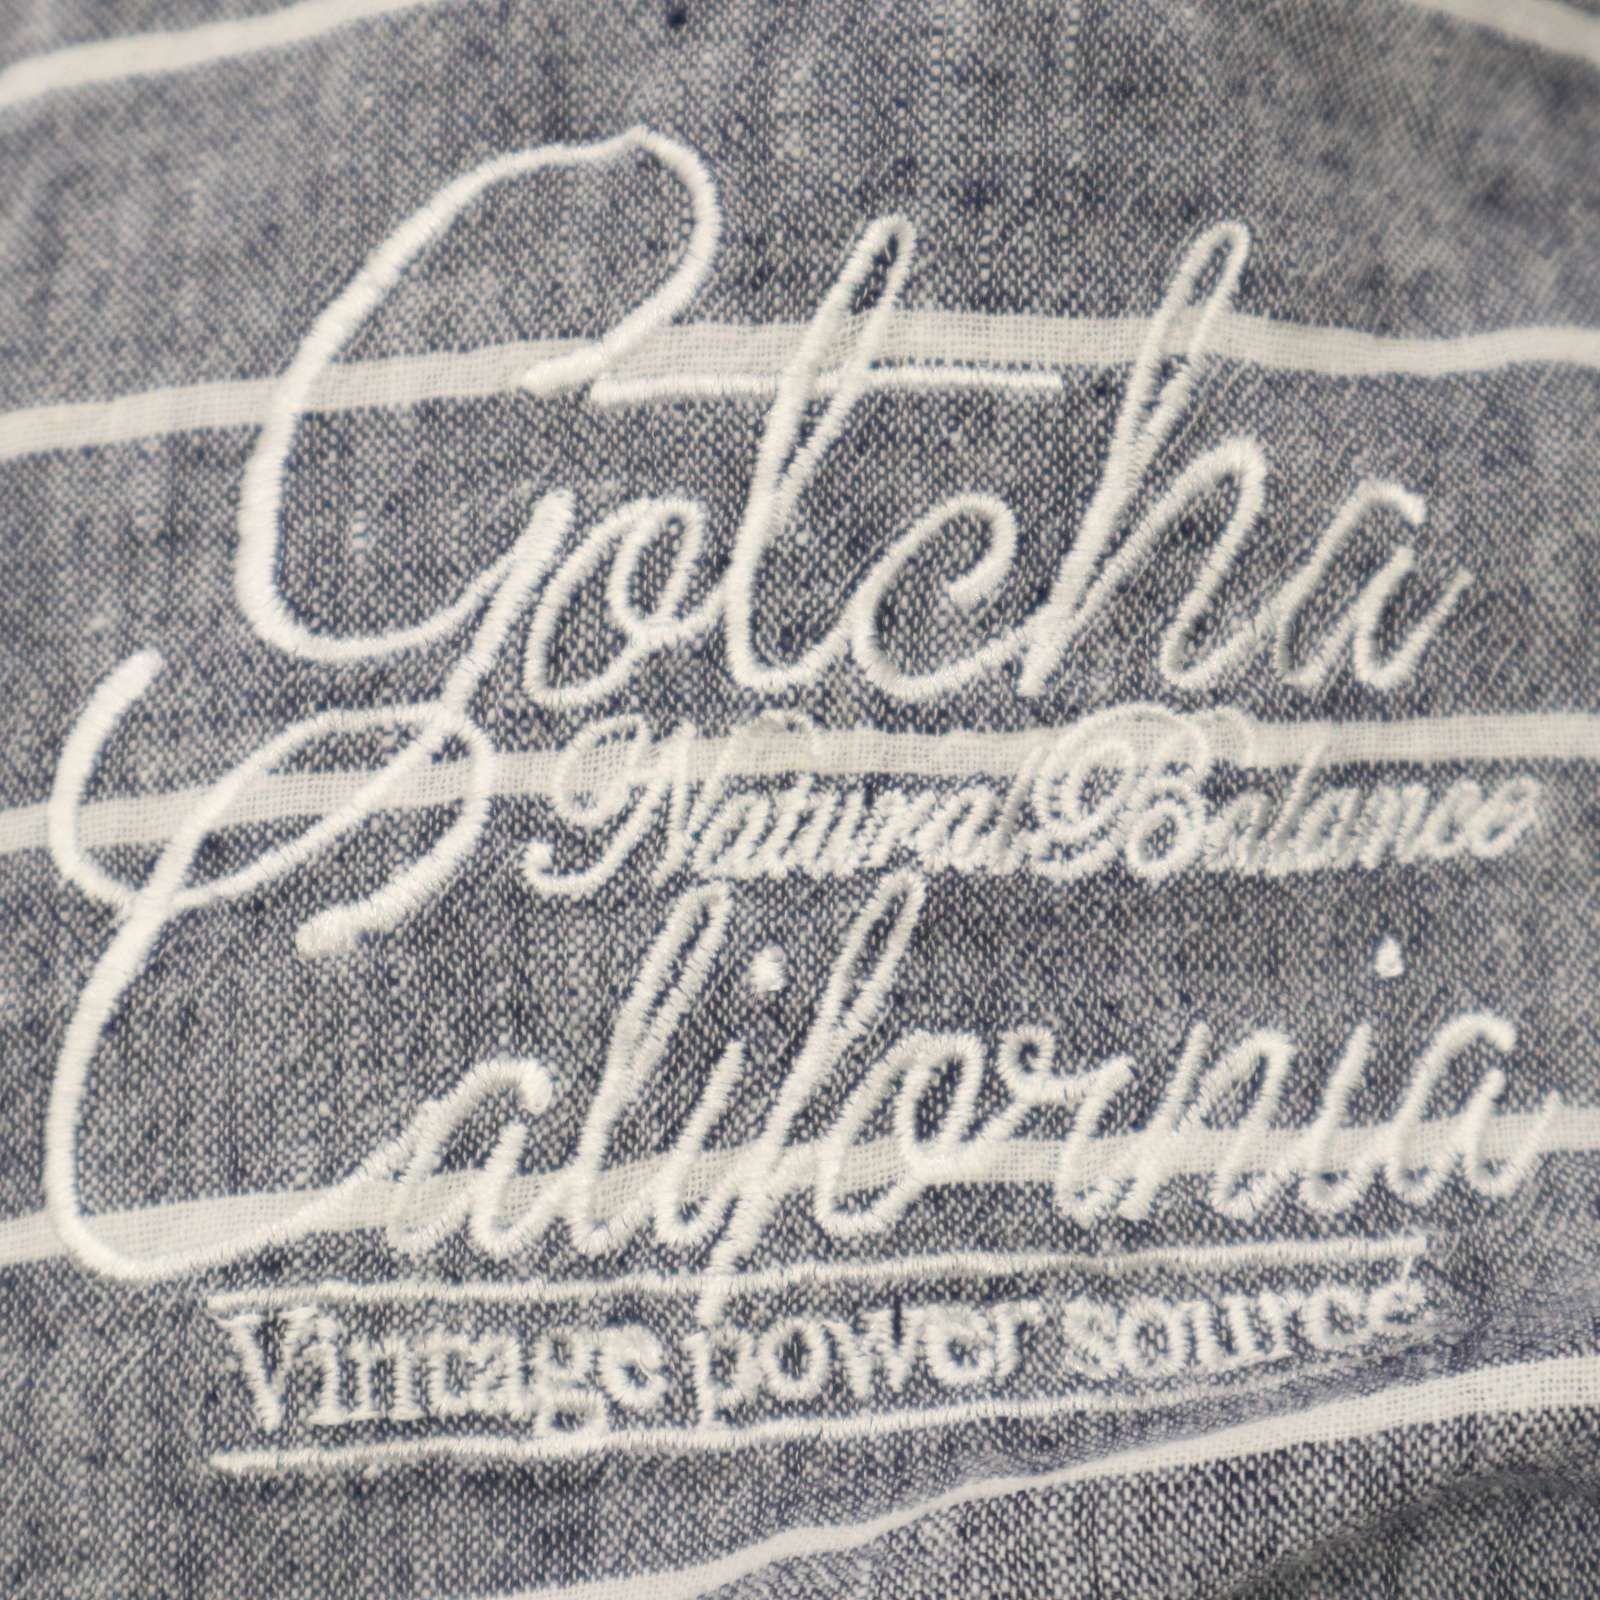 Gotcha
Natural Balance
California
Vintage power source